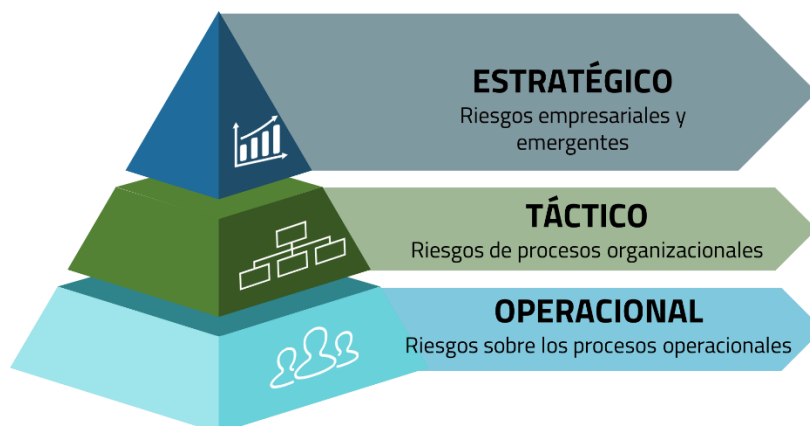 ESTRATÉGICO
Riesgos empresariales y
emergentes
TÁCTICO
Riesgos de procesos organizacionales
OPERACIONAL
Riesgos sobre los procesos operacionales